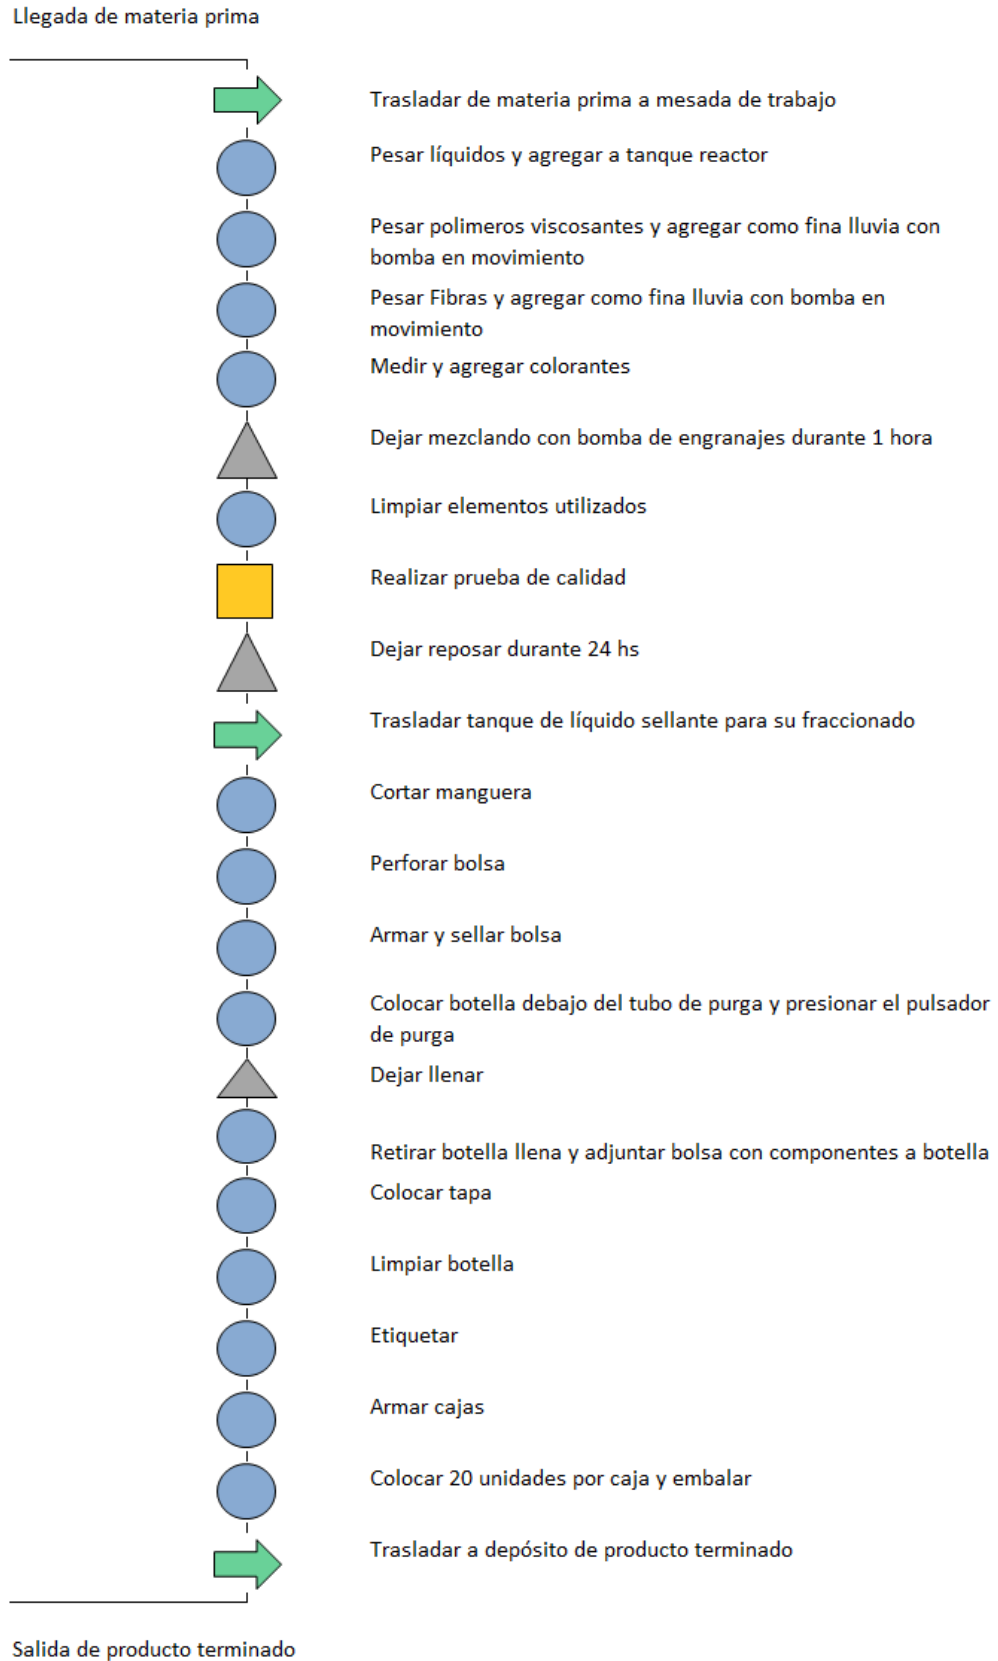 Llegada de materia prima
Trasladar de materia prima a mesada de trabajo
Pesar líquidos y agregar a tanque reactor
Pesar polimeros viscosantes y agregar como fina lluvia con
bomba en movimiento
Pesar Fibras y agregar como fina lluvia con bomba en
movimiento
Medir y agregar colorantes
Dejar mezclando con bomba de engranajes durante 1 hora
Limpiar elementos utilizados
Realizar prueba de calidad
Dejar reposar durante 24 hs
Trasladar tanque de líquido sellante para su fraccionado
Cortar manguera
Perforar bolsa
Armar y sellar bolsa
Colocar botella debajo del tubo de purga y presionar el pulsador
de purga
Dejar llenar
Retirar botella llena y adjuntar bolsa con componentes a botella
Colocar tapa
Limpiar botella
Etiquetar
Armar cajas
Colocar 20 unidades por caja y embalar
Trasladar a depósito de producto terminado
Salida de producto terminado